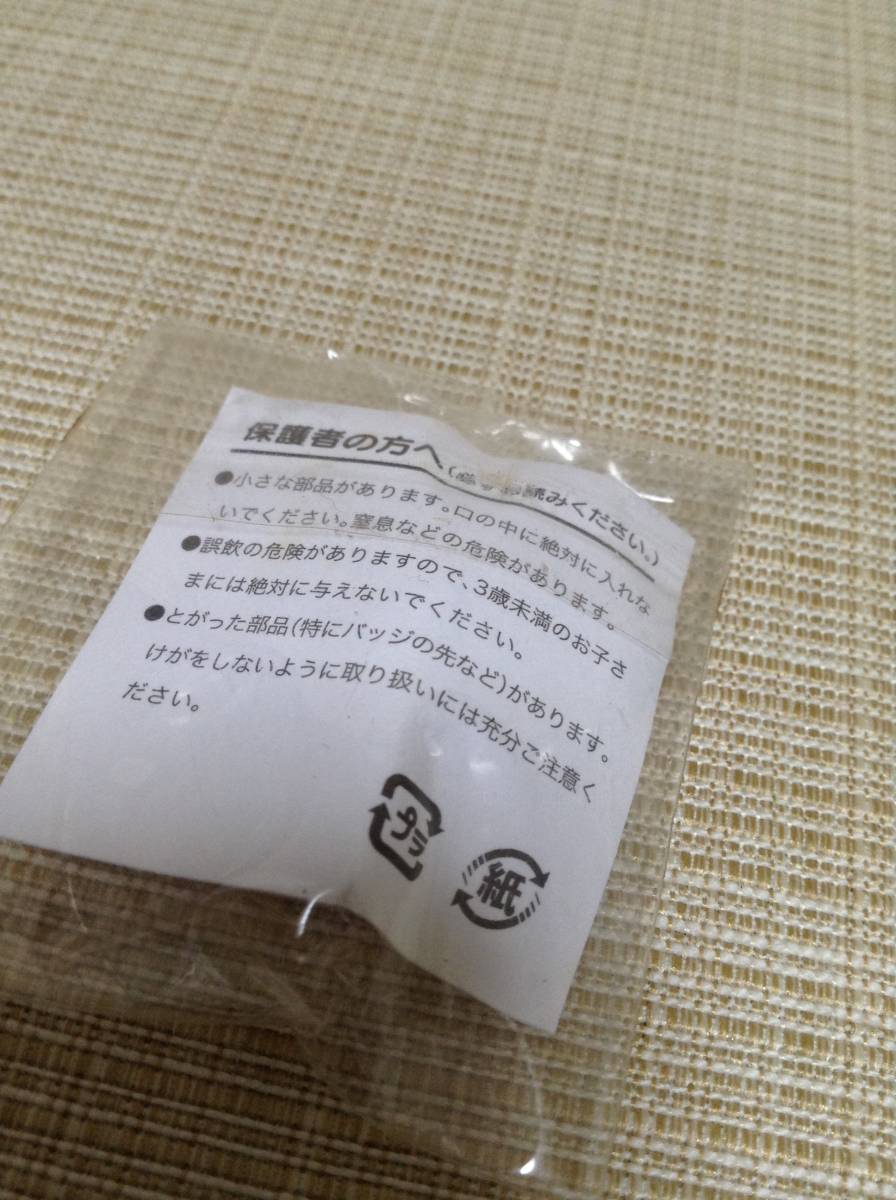 保護者の方へ(必ずお読みください。)
●小さな部品があります。口の中に絶対に入れな
いでください。窒息などの危険があります。
●誤飲の危険がありますので、3歳未満のお子さ
まには絶対に与えないでください。
●とがった部品(特にバッジの先など)があります。
けがをしないように取り扱いには充分ご注意く
ださい。
プラ
紙